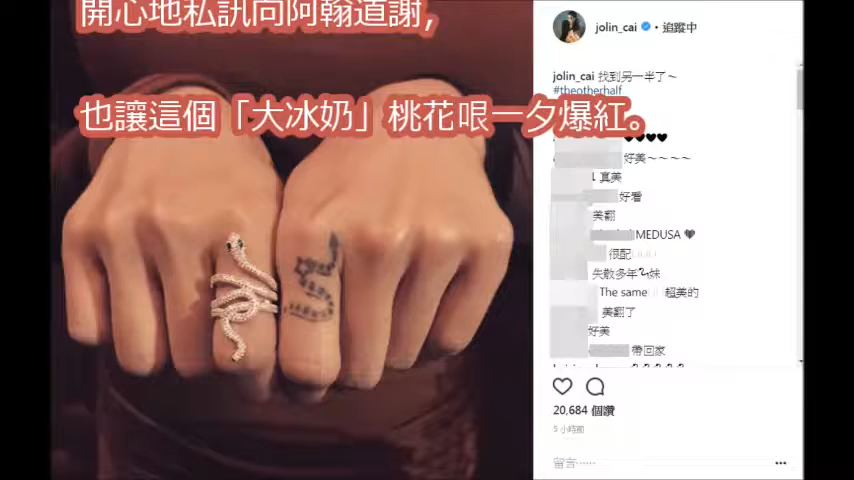 開心地私訊向阿翰道謝，
也讓這個「大冰奶」桃花哏一夕爆紅。
jolin_cai • 追蹤中
jolin_cai 找到另一半了～
#theotherhalf
好美～～～～
真美
好看
美翻
MEDUSA
很配
失散多年 妹
The same 超美的
美翻了
好美
帶回家
20,684 個讚
5 小時前
留言......